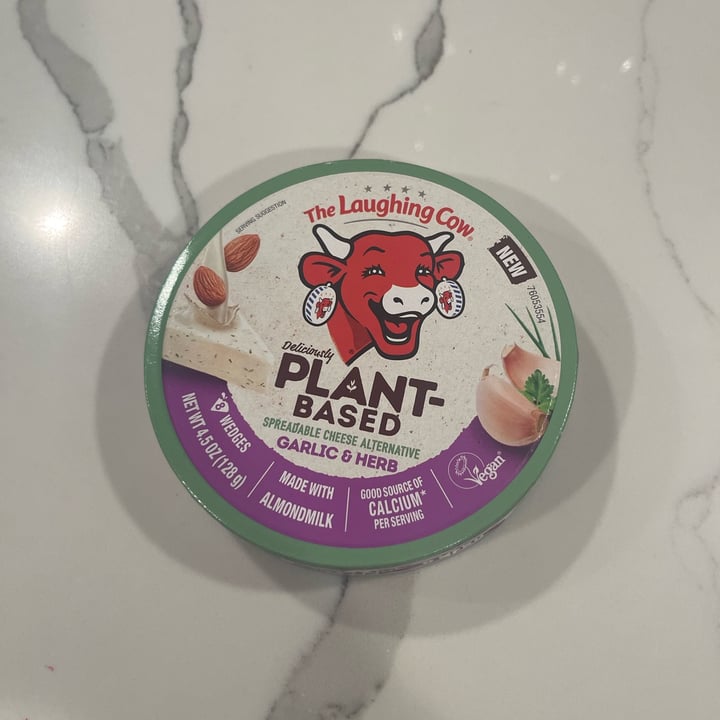 SERVING SUGGESTION
The Laughing Cow®
NEW
76053554
Deliciously
PLANT-
BASED
SPREADABLE CHEESE ALTERNATIVE
GARLIC & HERB
8 WEDGES
NET WT 4.5 OZ (128 g)
MADE WITH
ALMONDMILK
GOOD SOURCE OF
CALCIUM*
PER SERVING
Vegan®